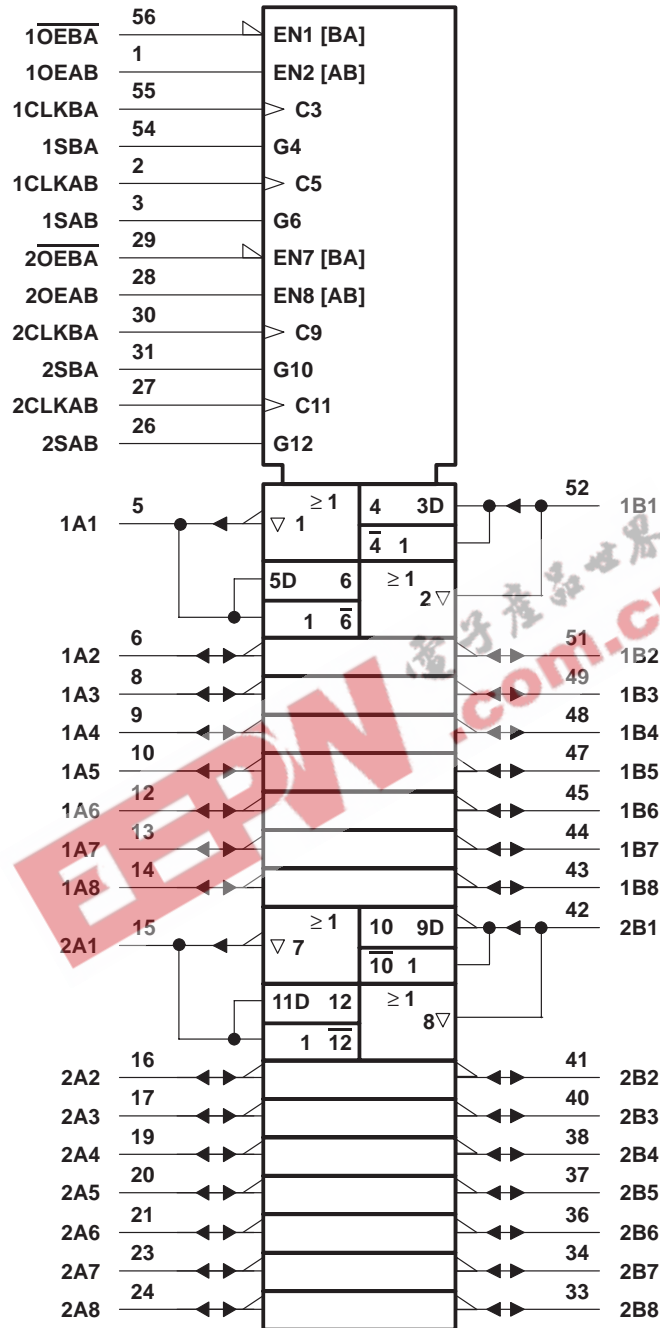 1OEBA 56 EN1 [BA]
1OEAB 1 EN2 [AB]
1CLKBA 55 C3
1SBA 54 G4
1CLKAB 2 C5
1SAB 3 G6
2OEBA 29 EN7 [BA]
2OEAB 28 EN8 [AB]
2CLKBA 30 C9
2SBA 31 G10
2CLKAB 27 C11
2SAB 26 G12
1A1 5 ≥ 1 ▽ 1 4 3D 52 1B1
4 1
5D 6 ≥ 1 2 ▽
1 6
1A2 6 51 1B2
1A3 8 49 1B3
1A4 9 48 1B4
1A5 10 47 1B5
1A6 12 45 1B6
1A7 13 44 1B7
1A8 14 43 1B8
2A1 15 ≥ 1 ▽ 7 10 9D 42 2B1
10 1
11D 12 ≥ 1 8 ▽
1 12
2A2 16 41 2B2
2A3 17 40 2B3
2A4 19 38 2B4
2A5 20 37 2B5
2A6 21 36 2B6
2A7 23 34 2B7
2A8 24 33 2B8
EEPW .com.c
電子産品世界